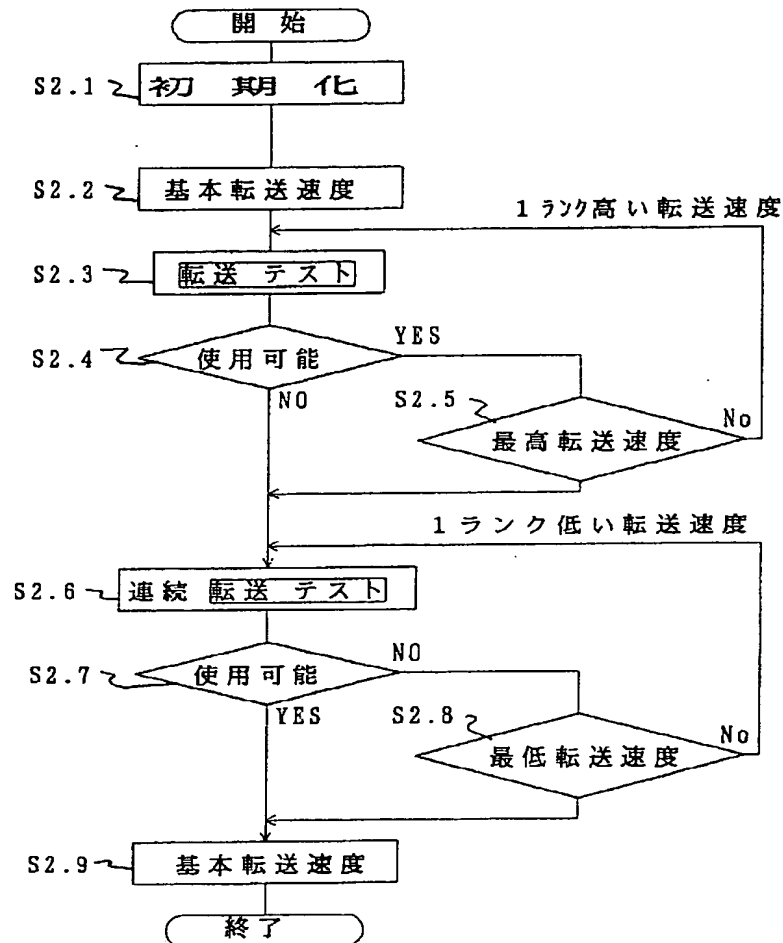 開始
S2.1 初期化
S2.2 基本転送速度
1ランク高い転送速度
S2.3 転送 テスト
YES
S2.4 使用可能
NO
S2.5
No
最高転送速度
1ランク低い転送速度
S2.6 連続 転送 テスト
NO
S2.7 使用可能
YES
S2.8
No
最低転送速度
S2.9 基本転送速度
終了